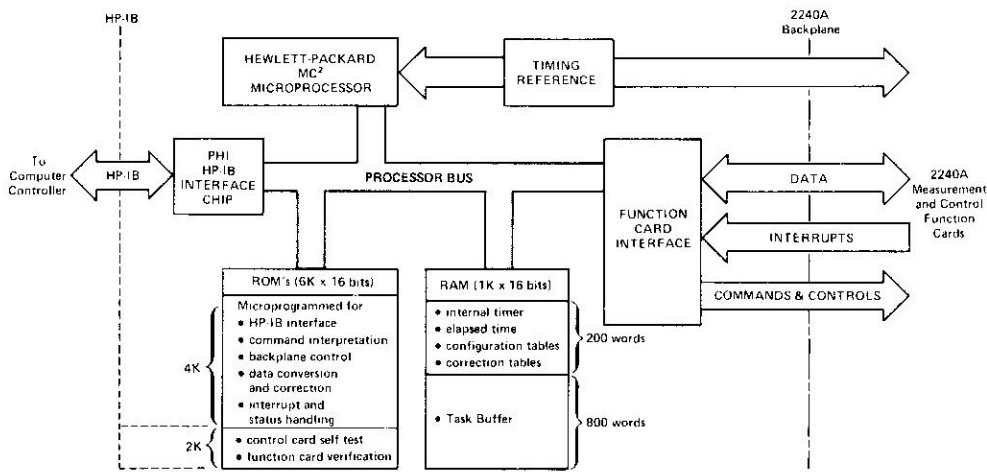 HP-IB
2240A
Backplane
HEWLETT-PACKARD
MC²
MICROPROCESSOR
TIMING
REFERENCE
To
Computer
Controller
HP-IB
PHI
HP-IB
INTERFACE
CHIP
PROCESSOR BUS
FUNCTION
CARD
INTERFACE
DATA
INTERRUPTS
COMMANDS & CONTROLS
2240A
Measurement
and Control
Function
Cards
ROM's (6K x 16 bits)
Microprogrammed for
• HP-IB interface
• command interpretation
• backplane control
• data conversion
and correction
• interrupt and
status handling
4K
• control card self test
• function card verification
2K
RAM (1K x 16 bits)
• internal timer
• elapsed time
• configuration tables
• correction tables
200 words
• Task Buffer
800 words